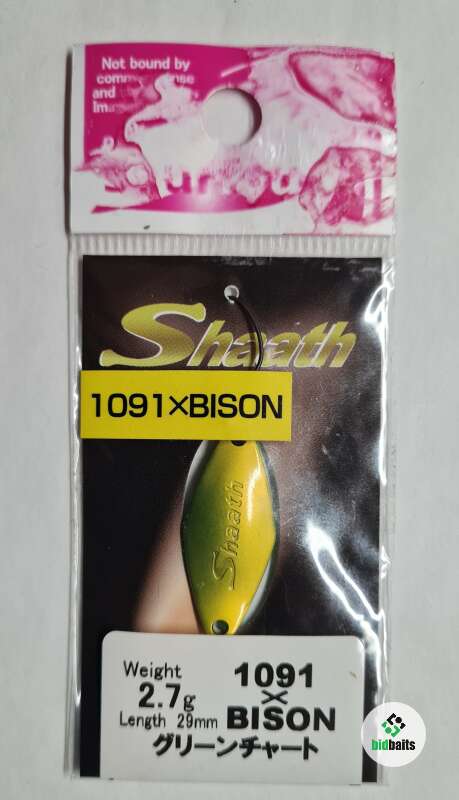 Not bound by
and
Shaath
1091×BISON
Shaath
Weight
2.7g
Length 29mm
1091
×
BISON
グリーンチャート
bidbaits